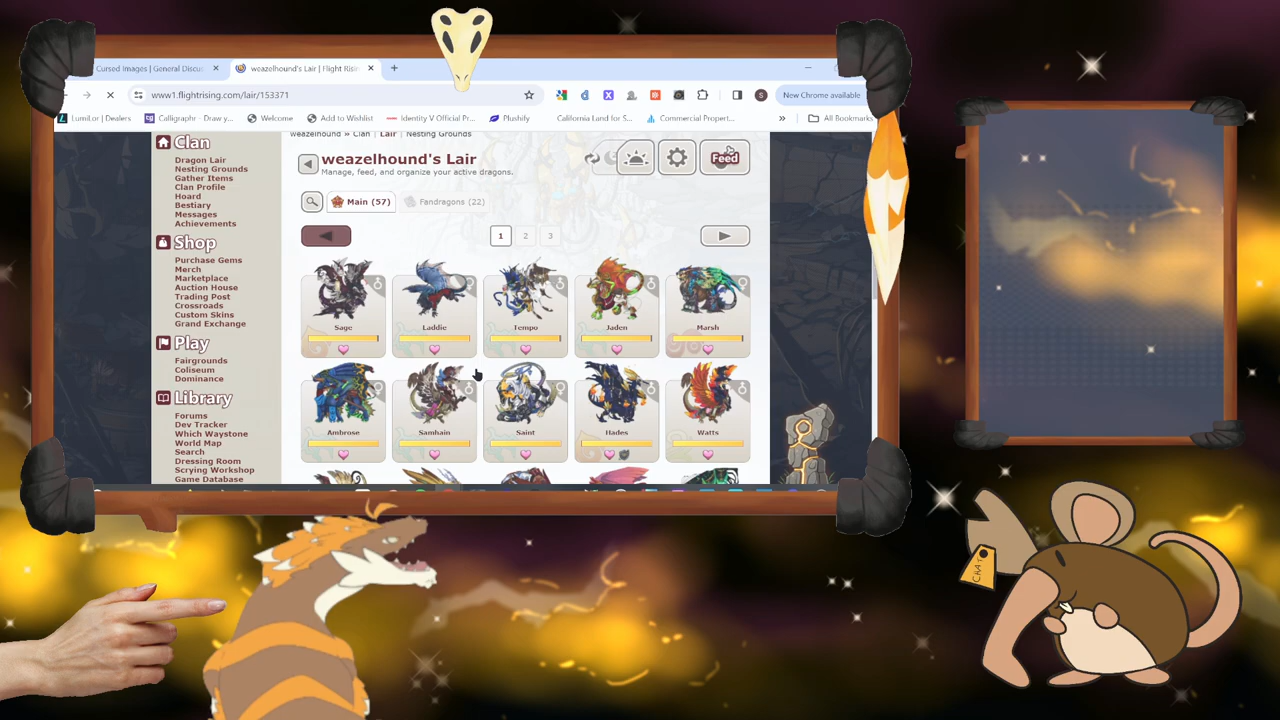 Cursed Images | General Discus
weazelhound's Lair | Flight Risin
www1.flightrising.com/lair/153371
New Chrome available
Lumi.or | Dealers
Calligraphr - Draw y...
Welcome
Add to Wishlist
Identity V Official Pr...
Plushify
California Land for S...
Commercial Propert...
All Bookmarks
weazelhound » Clan | Lair | Nesting Grounds
weazelhound's Lair
Manage, feed, and organize your active dragons.
Feed
Main (57)
Fandragons (22)
1 2 3
Clan
Dragon Lair
Nesting Grounds
Gather Items
Clan Profile
Hoard
Bestiary
Messages
Achievements
Shop
Purchase Gems
Merch
Marketplace
Auction House
Trading Post
Crossroads
Custom Skins
Grand Exchange
Play
Fairgrounds
Coliseum
Dominance
Library
Forums
Dev Tracker
Which Waystone
World Map
Search
Dressing Room
Scrying Workshop
Game Database
Sage
Laddie
Tempo
Jaden
Marsh
Ambrose
Samhain
Saint
Hades
Watts
CHAT